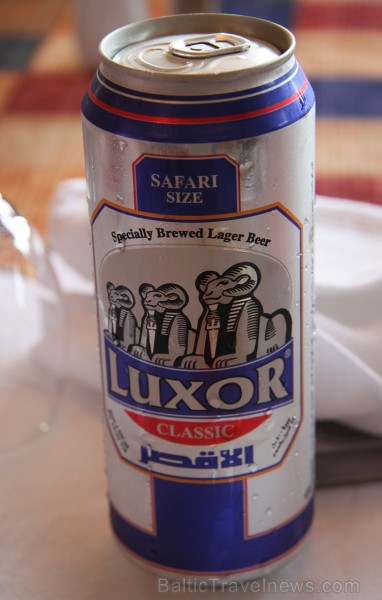 SAFARI
SIZE
Specially Brewed Lager Beer
LUXOR®
CLASSIC
الاقصر
BalticTravelnews.com